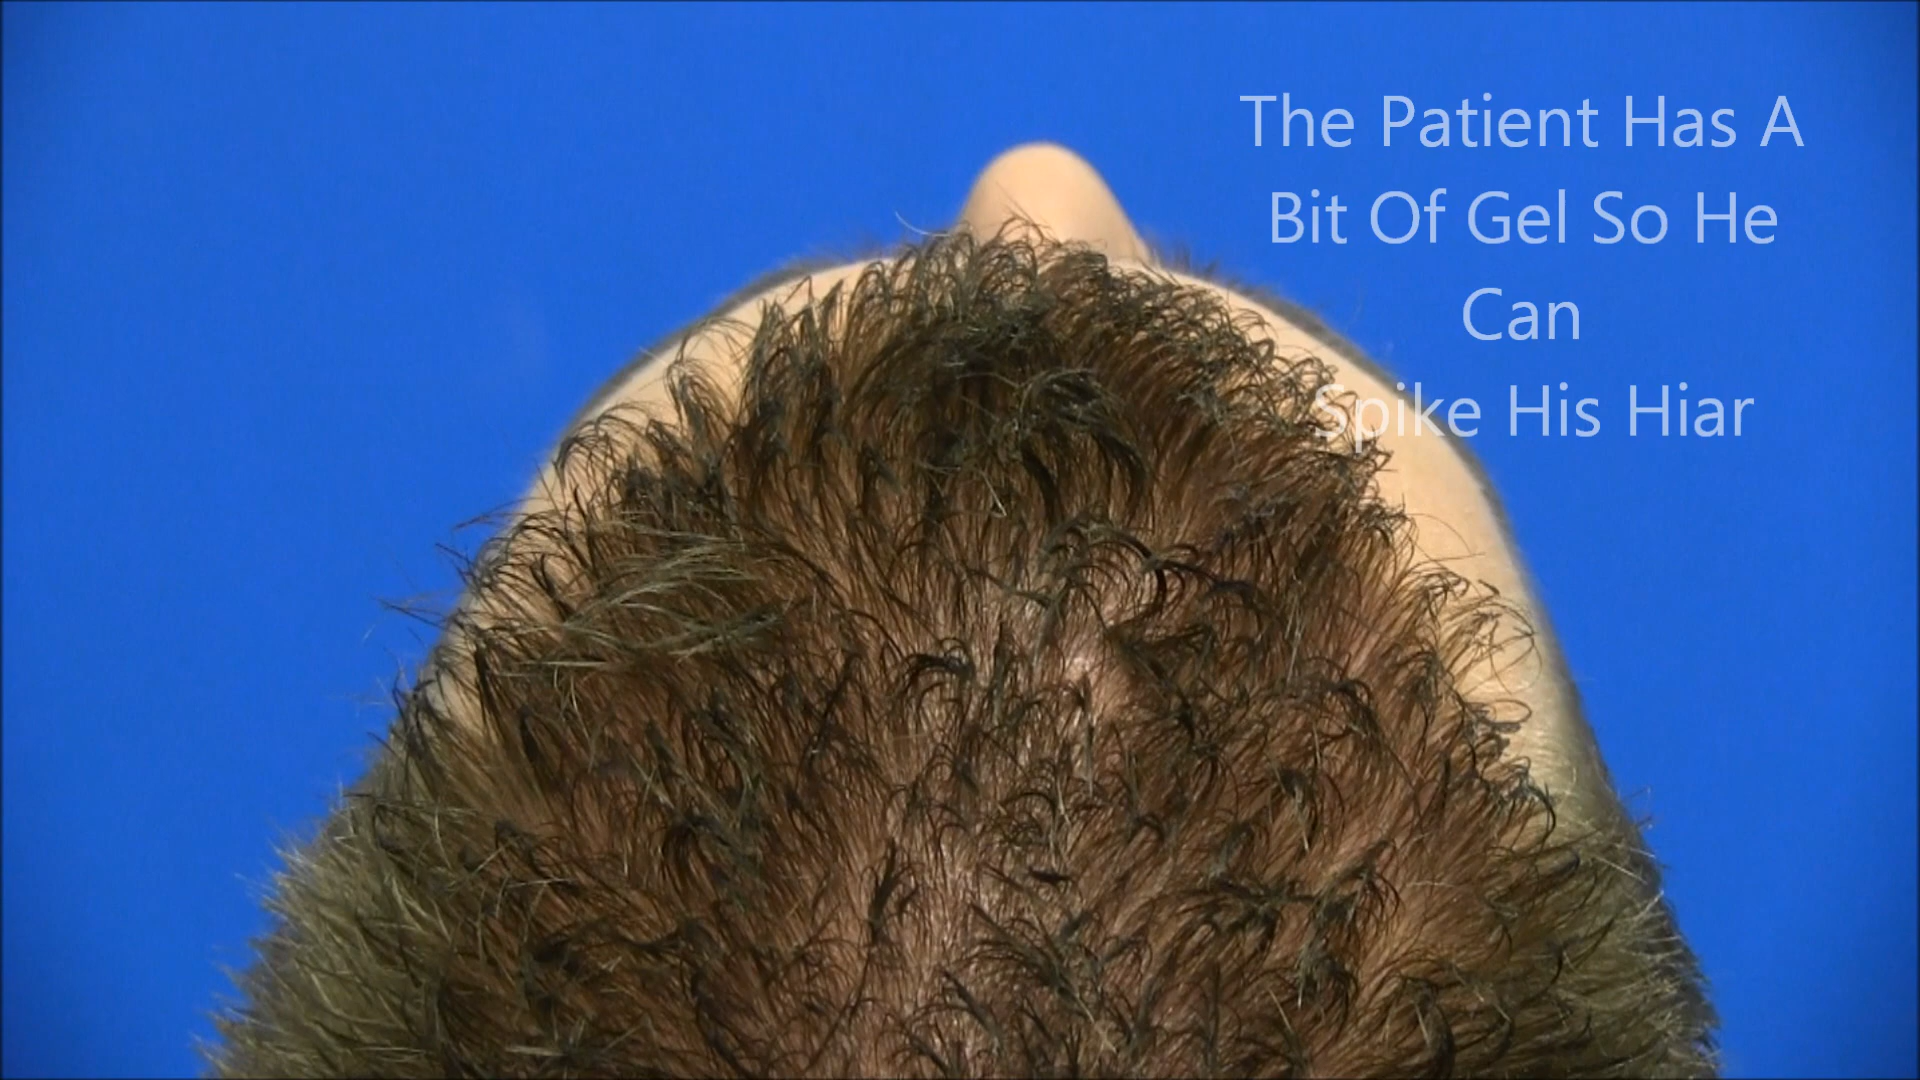 The Patient Has A
Bit Of Gel So He
Can
Spike His Hiar